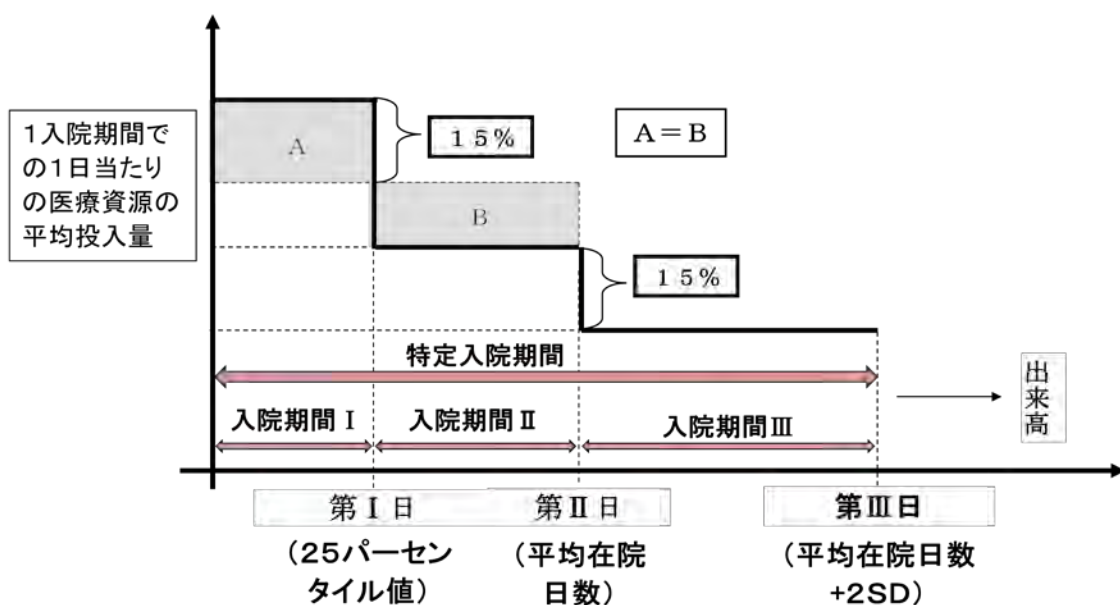 1入院期間で
の1日当たり
の医療資源の
平均投入量
A
15%
A=B
B
15%
特定入院期間
出来高
入院期間Ⅰ
入院期間Ⅱ
入院期間Ⅲ
第Ⅰ日
第Ⅱ日
第Ⅲ日
(25パーセン
タイル値)
(平均在院
日数)
(平均在院日数
+2SD)